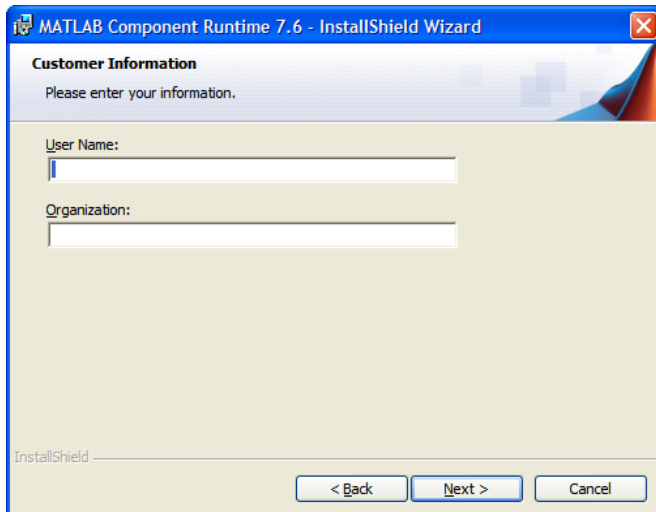 MATLAB Component Runtime 7.6 - InstallShield Wizard
Customer Information
Please enter your information.
User Name:
Organization:
InstallShield
< Back Next > Cancel